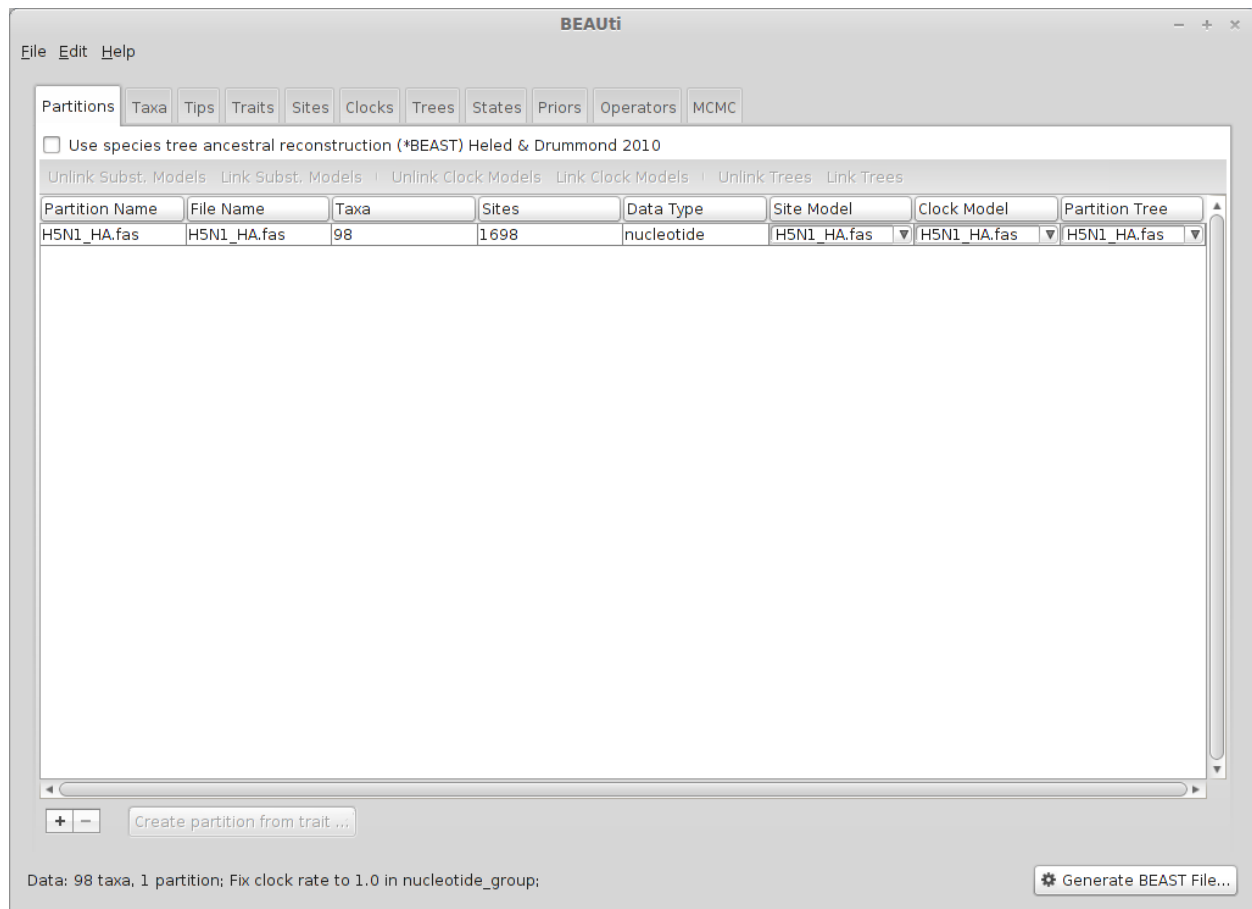 BEAUti
File Edit Help
Partitions Taxa Tips Traits Sites Clocks Trees States Priors Operators MCMC
Use species tree ancestral reconstruction (*BEAST) Heled & Drummond 2010
Unlink Subst. Models Link Subst. Models Unlink Clock Models Link Clock Models Unlink Trees Link Trees
Partition Name File Name Taxa Sites Data Type Site Model Clock Model Partition Tree
H5N1_HA.fas H5N1_HA.fas 98 1698 nucleotide H5N1_HA.fas H5N1_HA.fas H5N1_HA.fas
+ − Create partition from trait ...
Data: 98 taxa, 1 partition; Fix clock rate to 1.0 in nucleotide_group;
Generate BEAST File...